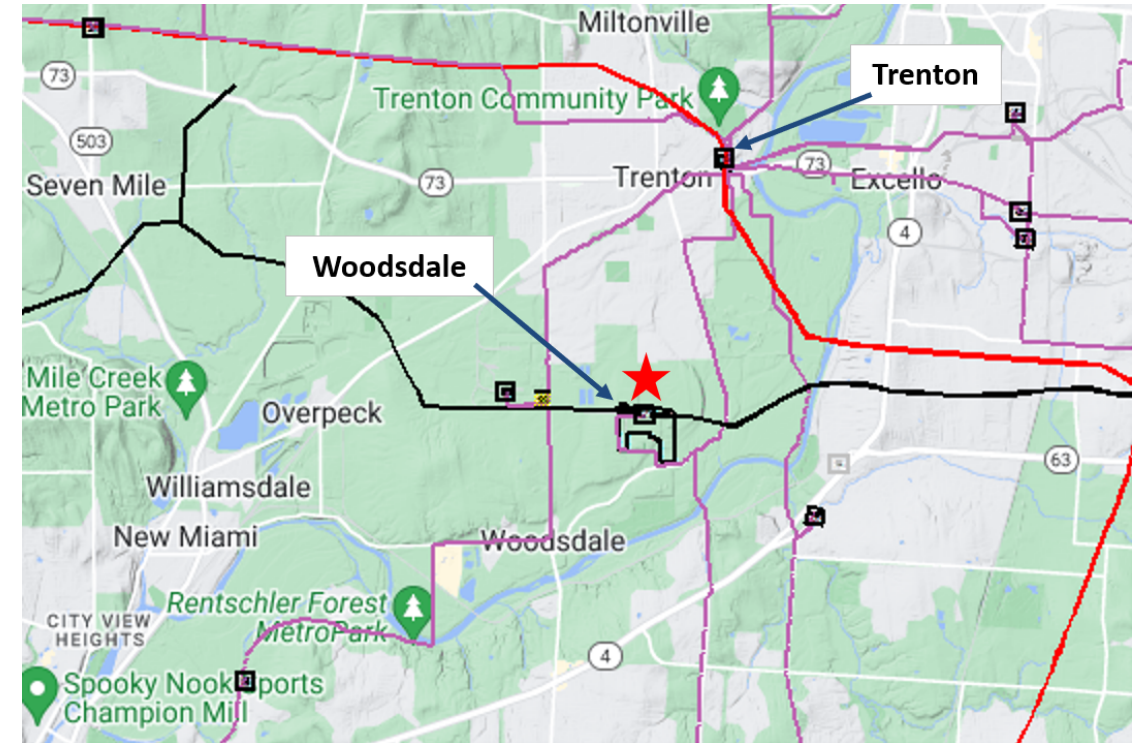 Miltonville
73
Trenton
Trenton Community Park
503
Seven Mile
73
Trenton
73
Excello
4
Woodsdale
Mile Creek
Metro Park
Overpeck
63
Williamsdale
New Miami
Woodsdale
Rentschler Forest
MetroPark
CITY VIEW
HEIGHTS
4
Spooky Nook Sports
Champion Mill